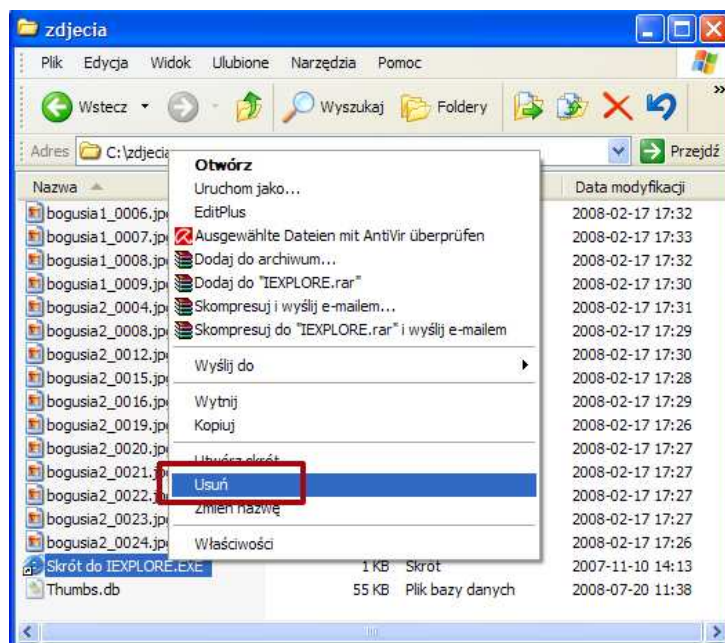 zdjecia
Plik Edycja Widok Ulubione Narzędzia Pomoc
Wstecz Wyszukaj Foldery »
Adres C:\zdjecia Przejdź
Nazwa Data modyfikacji
bogusia1_0006.jp 2008-02-17 17:32
bogusia1_0007.jp 2008-02-17 17:33
bogusia1_0008.jp 2008-02-17 17:32
bogusia1_0009.jp 2008-02-17 17:30
bogusia2_0004.jp 2008-02-17 17:31
bogusia2_0008.jp 2008-02-17 17:29
bogusia2_0012.jp 2008-02-17 17:30
bogusia2_0015.jp 2008-02-17 17:28
bogusia2_0016.jp 2008-02-17 17:29
bogusia2_0019.jp 2008-02-17 17:26
bogusia2_0020.jp 2008-02-17 17:27
bogusia2_0021.jp 2008-02-17 17:27
bogusia2_0022.jp 2008-02-17 17:27
bogusia2_0023.jp 2008-02-17 17:27
bogusia2_0024.jp 2008-02-17 17:26
Skrót do IEXPLORE.EXE 1 KB Skrót 2007-11-10 14:13
Thumbs.db 55 KB Plik bazy danych 2008-07-20 11:38
Otwórz
Uruchom jako...
EditPlus
Ausgewählte Dateien mit AntiVir überprüfen
Dodaj do archiwum...
Dodaj do "IEXPLORE.rar"
Skompresuj i wyślij e-mailem...
Skompresuj do "IEXPLORE.rar" i wyślij e-mailem
Wyślij do
Wytnij
Kopiuj
Utwórz skrót
Usuń
Zmień nazwę
Właściwości